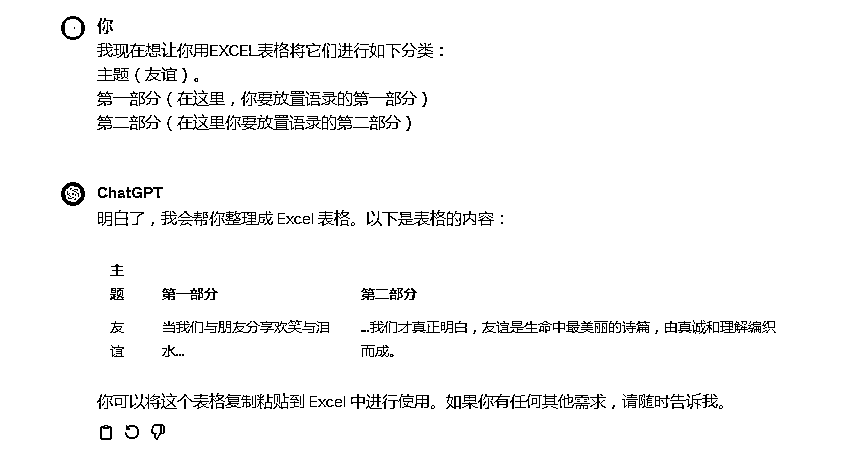 你
我现在想让你用EXCEL表格将它们进行如下分类：
主题（友谊）。
第一部分（在这里，你要放置语录的第一部分）
第二部分（在这里你要放置语录的第二部分）
ChatGPT
明白了，我会帮你整理成 Excel 表格。以下是表格的内容：
主
题 第一部分 第二部分
友 当我们与朋友分享欢笑与泪 ...我们才真正明白，友谊是生命中最美丽的诗篇，由真诚和理解编织
谊 水... 而成。
你可以将这个表格复制粘贴到 Excel 中进行使用。如果你有任何其他需求，请随时告诉我。